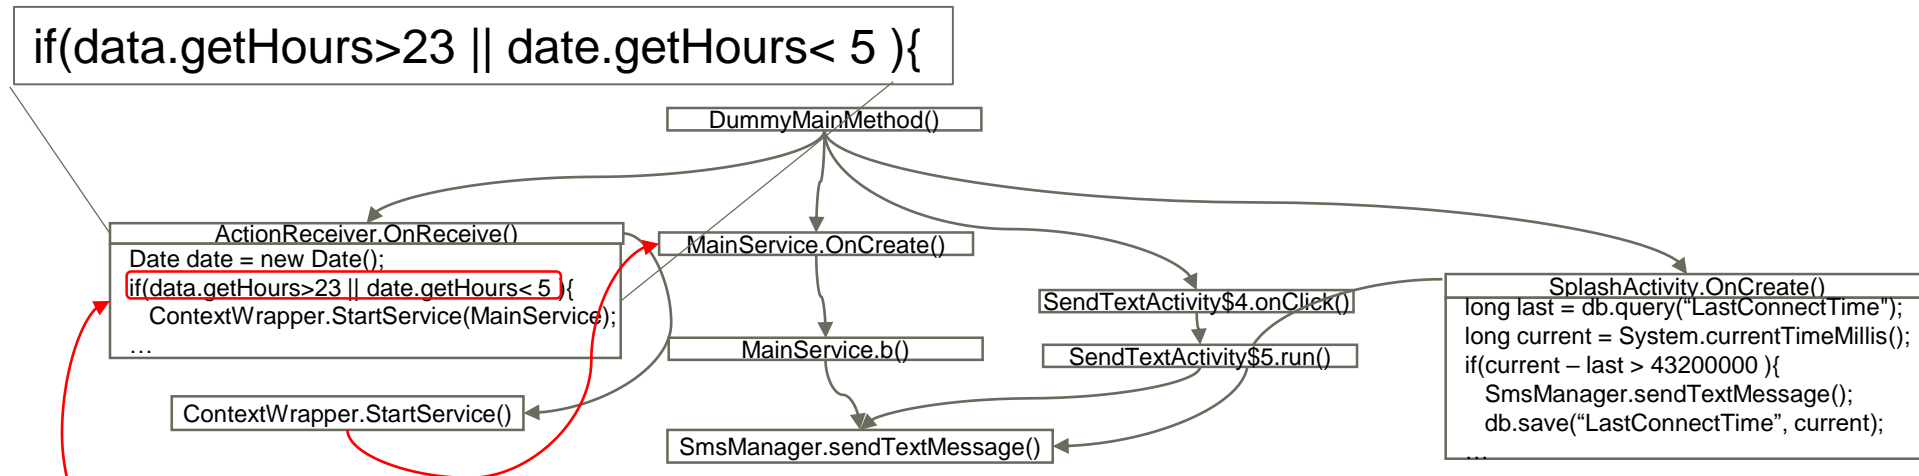 if(data.getHours>23 || date.getHours< 5 ){
DummyMainMethod()
ActionReceiver.OnReceive()
Date date = new Date();
if(data.getHours>23 || date.getHours< 5 ){
ContextWrapper.StartService(MainService);
…
MainService.OnCreate()
SendTextActivity$4.onClick()
SplashActivity.OnCreate()
long last = db.query(“LastConnectTime");
long current = System.currentTimeMillis();
if(current – last > 43200000 ){
SmsManager.sendTextMessage();
db.save(“LastConnectTime”, current);
…
MainService.b()
SendTextActivity$5.run()
ContextWrapper.StartService()
SmsManager.sendTextMessage()